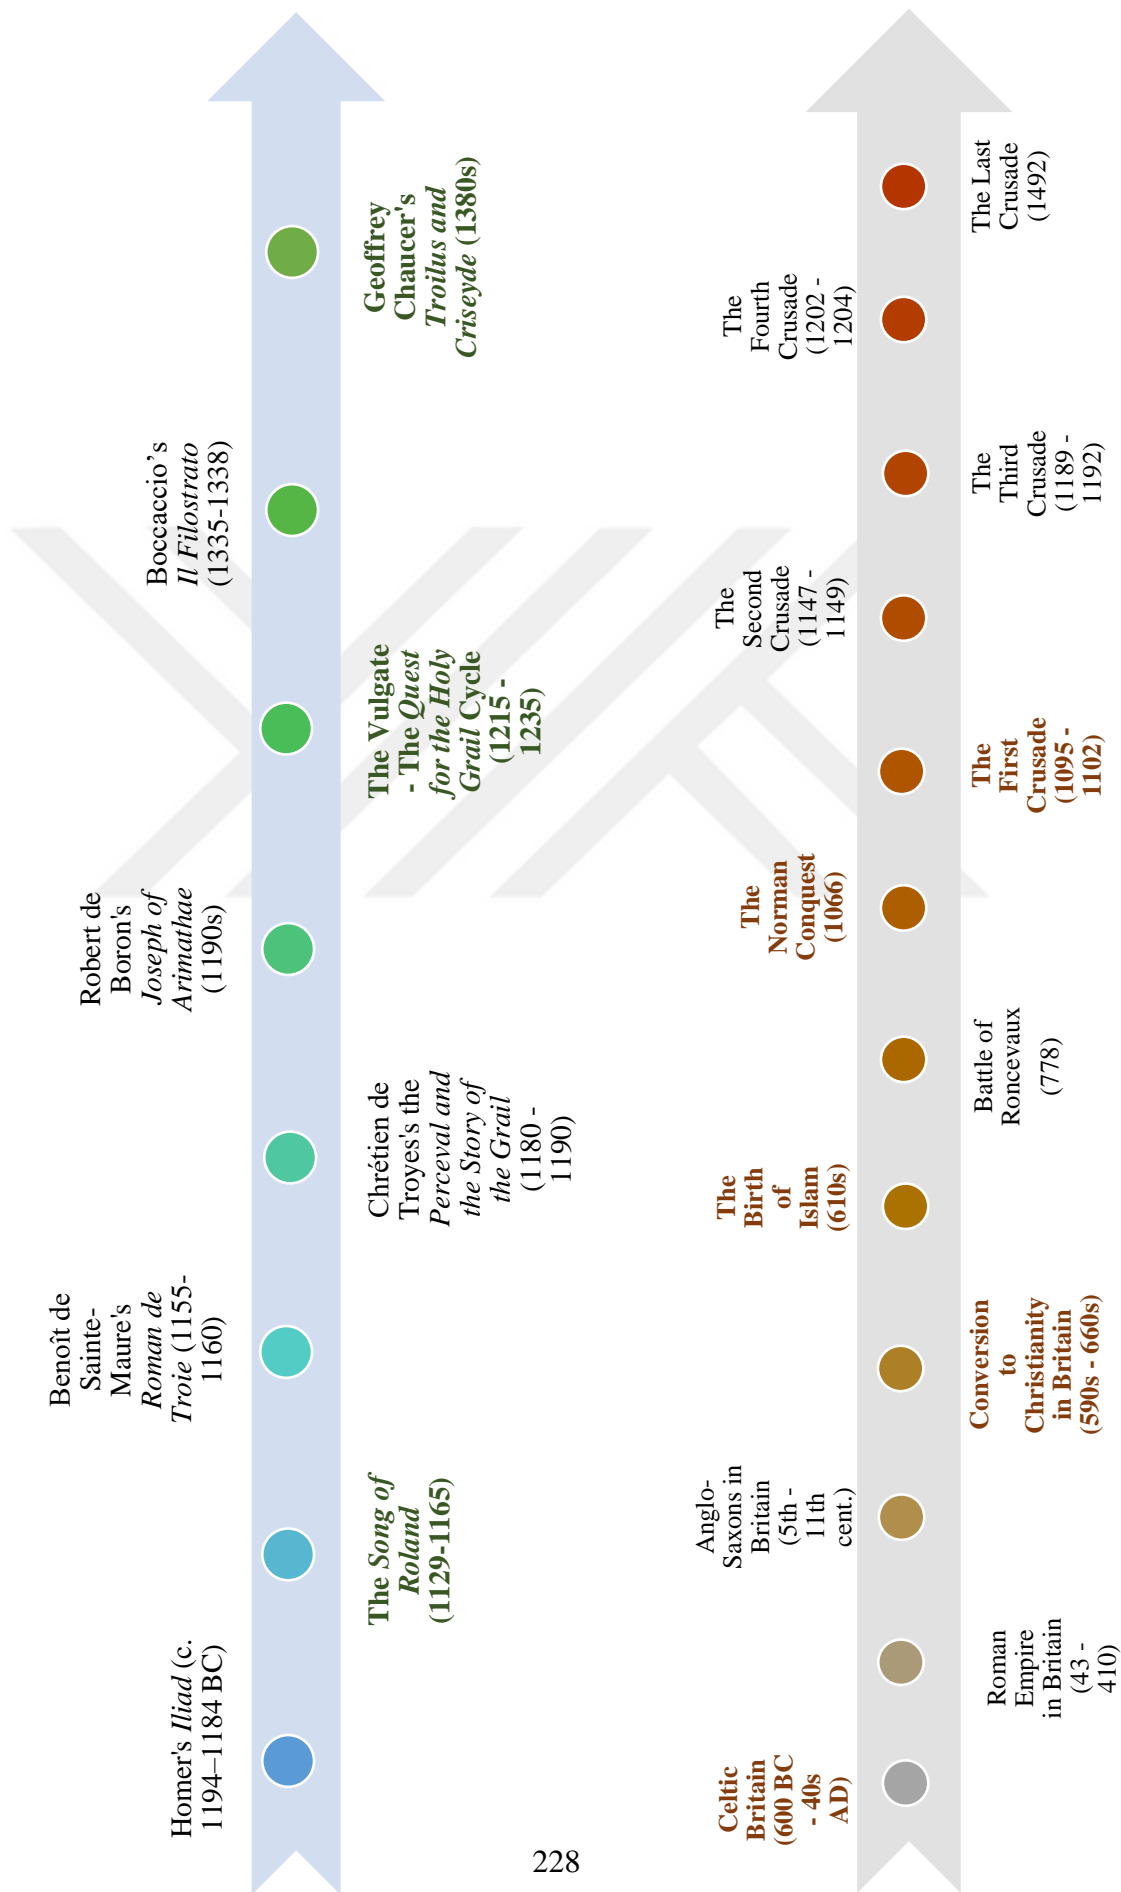 Homer's Iliad (c.
1194–1184 BC)
The Song of
Roland
(1129-1165)
Benoît de
Sainte-
Maure's
Roman de
Troie (1155-
1160)
Chrétien de
Troyes's the
Perceval and
the Story of
the Grail
(1180 -
1190)
Robert de
Boron's
Joseph of
Arimathae
(1190s)
The Vulgate
- The Quest
for the Holy
Grail Cycle
(1215 -
1235)
Boccaccio’s
Il Filostrato
(1335-1338)
Geoffrey
Chaucer's
Troilus and
Criseyde (1380s)
Celtic
Britain
(600 BC
- 40s
AD)
Roman
Empire
in Britain
(43 -
410)
Anglo-
Saxons in
Britain
(5th -
11th
cent.)
Conversion
to
Christianity
in Britain
(590s - 660s)
The
Birth
of
Islam
(610s)
Battle of
Roncevaux
(778)
The
Norman
Conquest
(1066)
The
First
Crusade
(1095 -
1102)
The
Second
Crusade
(1147 -
1149)
The
Third
Crusade
(1189 -
1192)
The
Fourth
Crusade
(1202 -
1204)
The Last
Crusade
(1492)
228